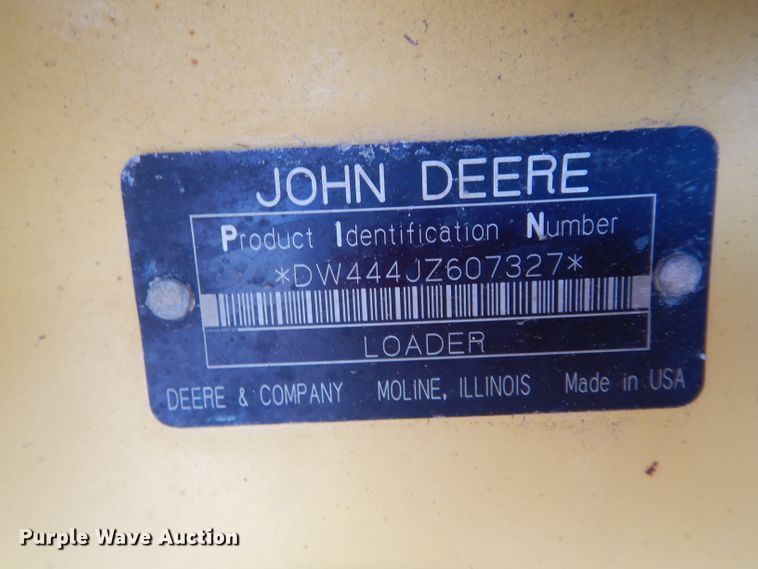 JOHN DEERE
Product Identification Number
*DW444JZ607327*
LOADER
DEERE & COMPANY MOLINE, ILLINOIS Made in USA
Purple Wave Auction